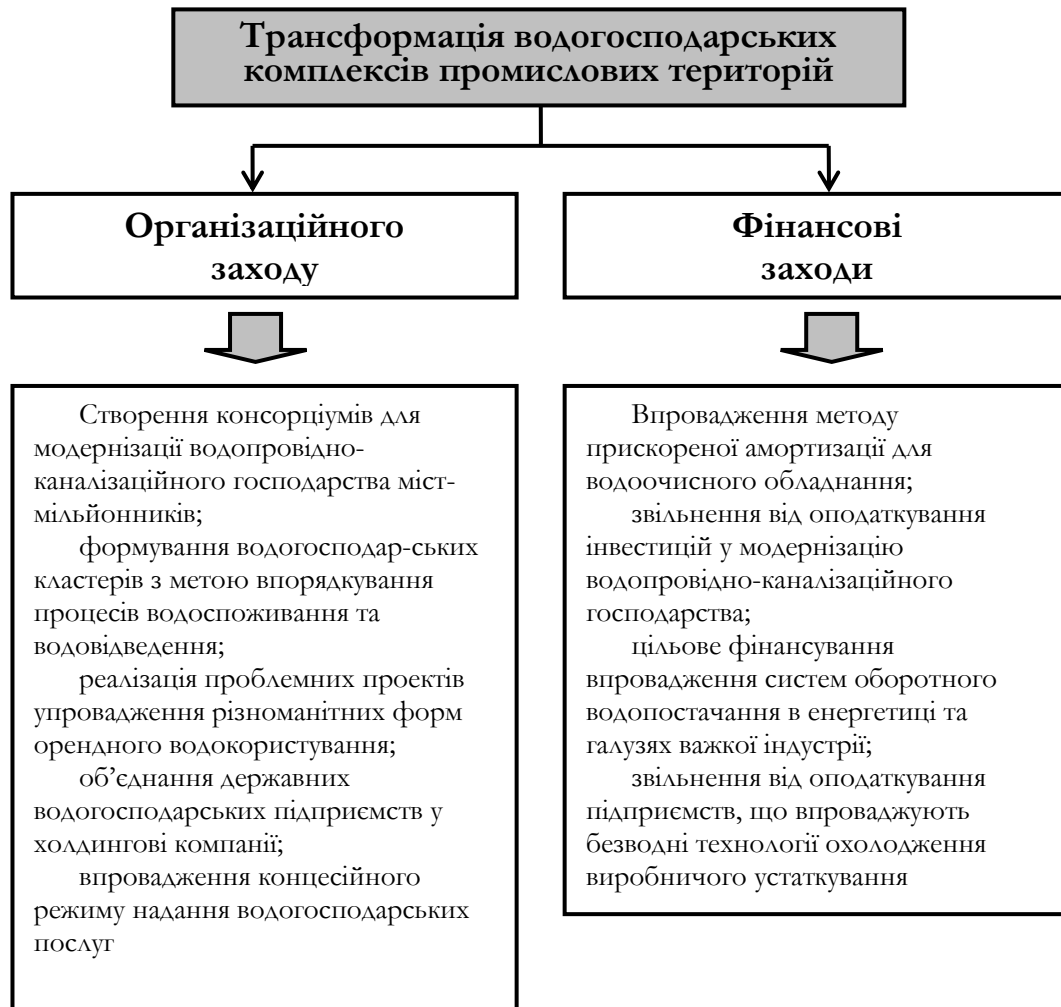 Трансформація водогосподарських
комплексів промислових територій
Організаційного
заходу
Фінансові
заходи
Створення консорціумів для
модернізації водопровідно-
каналізаційного господарства міст-
мільйонників;
формування водогосподар-ських
кластерів з метою впорядкування
процесів водоспоживання та
водовідведення;
реалізація проблемних проектів
упровадження різноманітних форм
орендного водокористування;
об’єднання державних
водогосподарських підприємств у
холдингові компанії;
впровадження концесійного
режиму надання водогосподарських
послуг
Впровадження методу
прискореної амортизації для
водоочисного обладнання;
звільнення від оподаткування
інвестицій у модернізацію
водопровідно-каналізаційного
господарства;
цільове фінансування
впровадження систем оборотного
водопостачання в енергетиці та
галузях важкої індустрії;
звільнення від оподаткування
підприємств, що впроваджують
безводні технології охолодження
виробничого устаткування